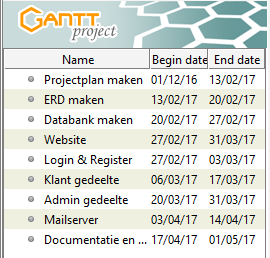 GANTT
project
Name Begin date End date
Projectplan maken 01/12/16 13/02/17
ERD maken 13/02/17 20/02/17
Databank maken 20/02/17 27/02/17
Website 27/02/17 31/03/17
Login & Register 27/02/17 03/03/17
Klant gedeelte 06/03/17 17/03/17
Admin gedeelte 20/03/17 31/03/17
Mailserver 03/04/17 14/04/17
Documentatie en ... 17/04/17 01/05/17